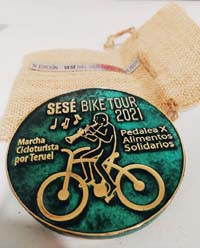 SESÉ BIKE TOUR
2021
Marcha
Cicloturista
por Teruel
Pedalea X
Alimentos
Solidarios